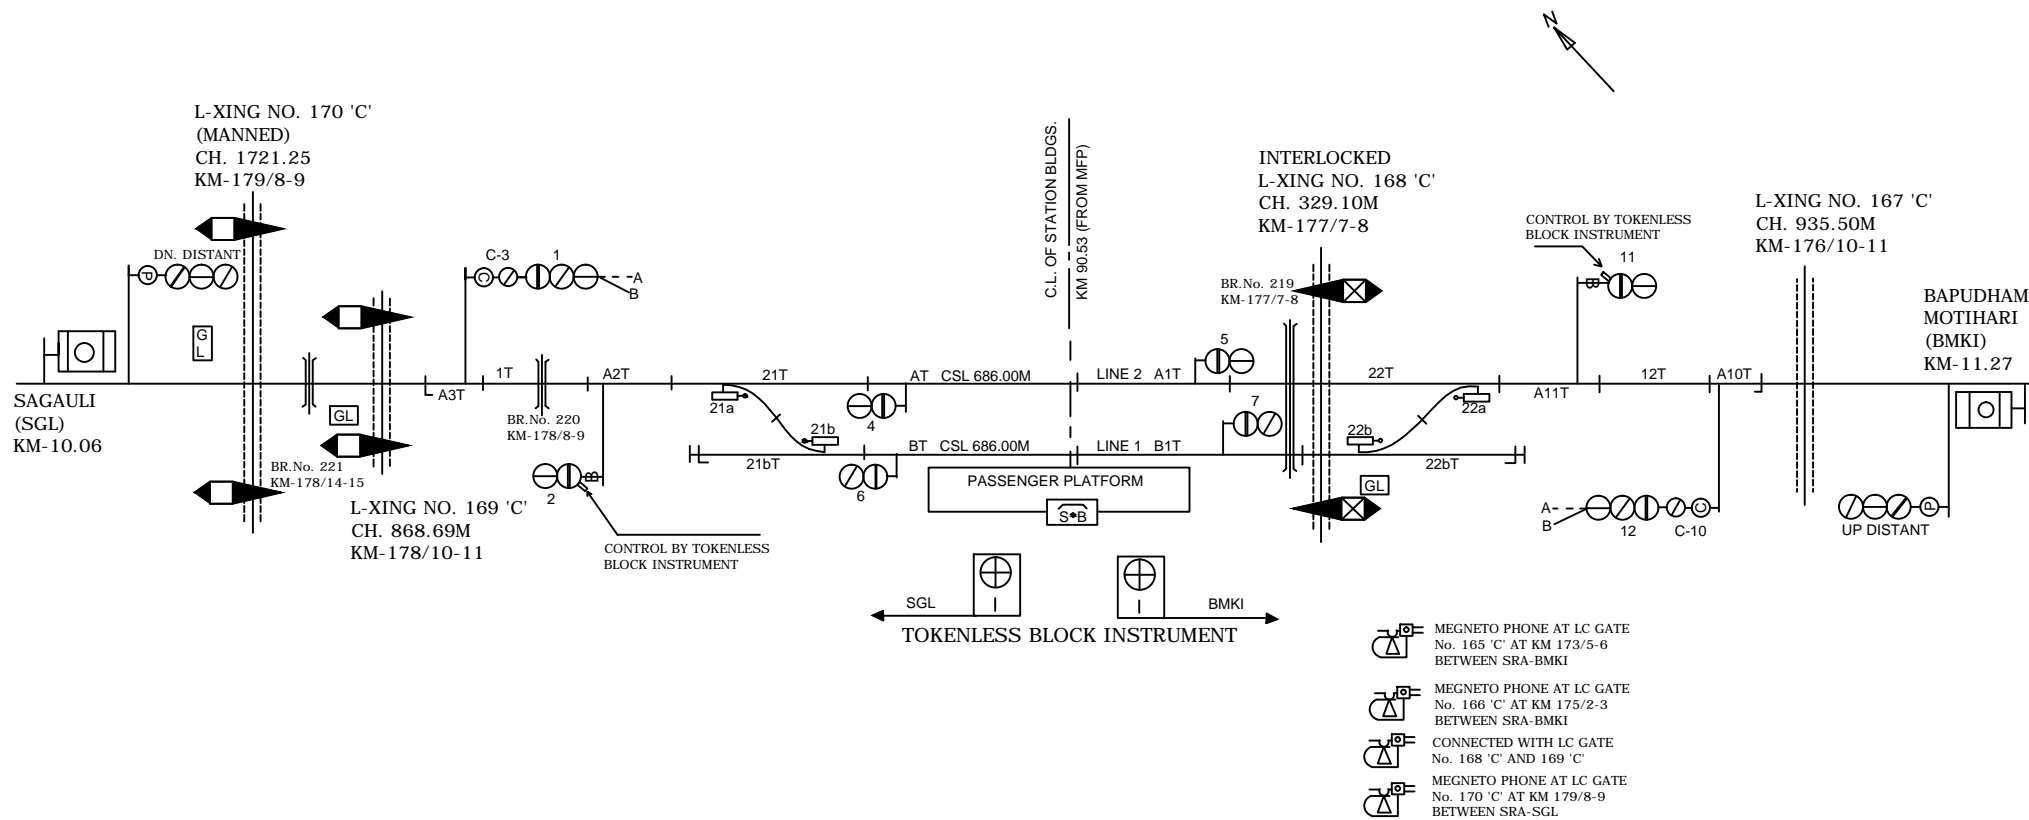 N
L-XING NO. 170 'C'
(MANNED)
CH. 1721.25
KM-179/8-9
DN. DISTANT
P
G
L
SAGAULI
(SGL)
KM-10.06
BR.No. 221
KM-178/14-15
GL
L-XING NO. 169 'C'
CH. 868.69M
KM-178/10-11
C-3
1
C
A
B
A3T
1T
A2T
BR.No. 220
KM-178/8-9
B
2
CONTROL BY TOKENLESS
BLOCK INSTRUMENT
21T
21a
21b
21bT
4
6
AT CSL 686.00M
BT CSL 686.00M
C.L. OF STATION BLDGS.
KM 90.53 (FROM MFP)
LINE 2 A1T
LINE 1 B1T
PASSENGER PLATFORM
S B
5
7
BR.No. 219
KM-177/7-8
INTERLOCKED
L-XING NO. 168 'C'
CH. 329.10M
KM-177/7-8
22T
22a
22b
22bT
GL
CONTROL BY TOKENLESS
BLOCK INSTRUMENT
11
B
A11T
12T
A10T
A
B
12
C-10
C
L-XING NO. 167 'C'
CH. 935.50M
KM-176/10-11
UP DISTANT
P
BAPUDHAM
MOTIHARI
(BMKI)
KM-11.27
SGL
BMKI
TOKENLESS BLOCK INSTRUMENT
MEGNETO PHONE AT LC GATE
No. 165 'C' AT KM 173/5-6
BETWEEN SRA-BMKI
MEGNETO PHONE AT LC GATE
No. 166 'C' AT KM 175/2-3
BETWEEN SRA-BMKI
CONNECTED WITH LC GATE
No. 168 'C' AND 169 'C'
MEGNETO PHONE AT LC GATE
No. 170 'C' AT KM 179/8-9
BETWEEN SRA-SGL